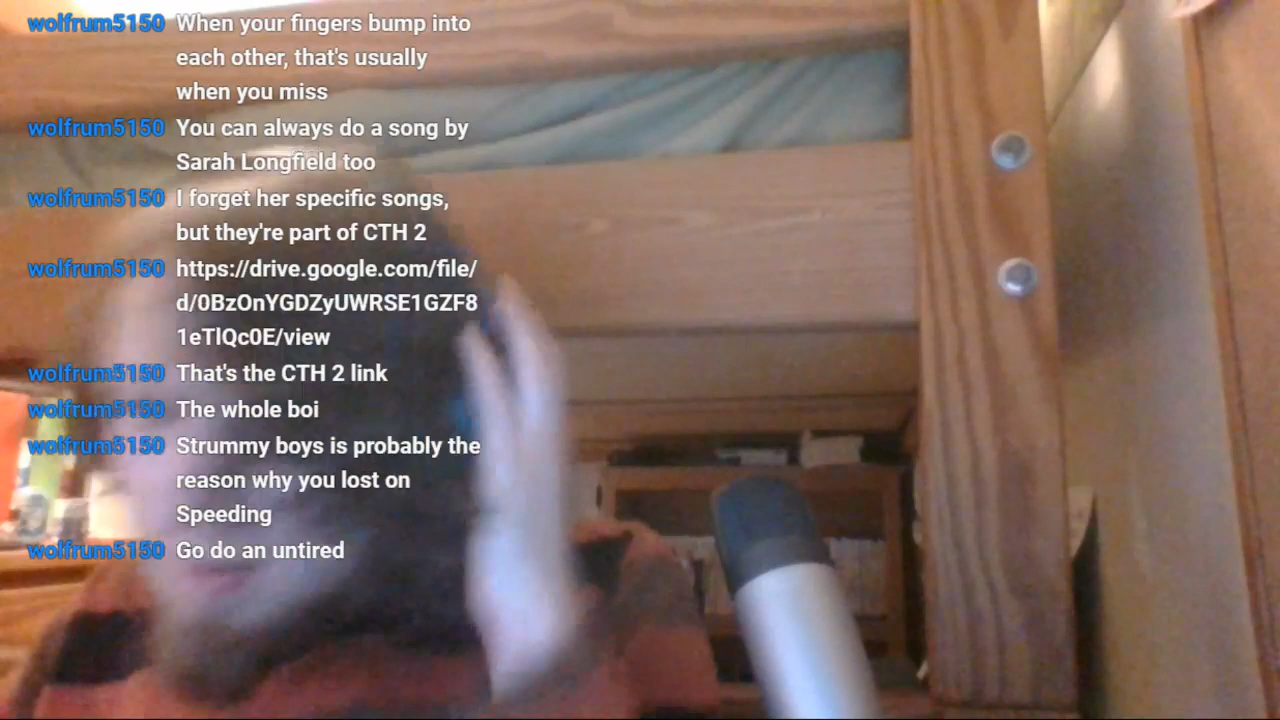 wolfrum5150 When your fingers bump into
each other, that's usually
when you miss
wolfrum5150 You can always do a song by
Sarah Longfield too
wolfrum5150 I forget her specific songs,
but they're part of CTH 2
wolfrum5150 https://drive.google.com/file/
d/0BzOnYGDZyUWRSE1GZF8
1eTlQc0E/view
wolfrum5150 That's the CTH 2 link
wolfrum5150 The whole boi
wolfrum5150 Strummy boys is probably the
reason why you lost on
Speeding
wolfrum5150 Go do an untired